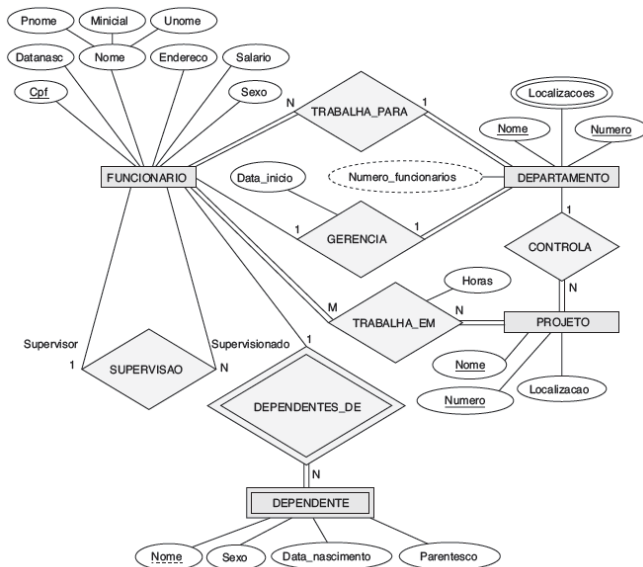 Pnome Minicial Unome
Datanasc Nome Endereco Salario
Cpf Sexo
N TRABALHA_PARA 1
Localizacoes
Nome Numero
FUNCIONARIO
Data_inicio
Numero_funcionarios
DEPARTAMENTO
1 GERENCIA 1
1
CONTROLA
N
Horas
M TRABALHA_EM N
PROJETO
Nome
Numero
Localizacao
Supervisor Supervisionado
1 SUPERVISAO N
1
DEPENDENTES_DE
N
DEPENDENTE
Nome Sexo Data_nascimento Parentesco